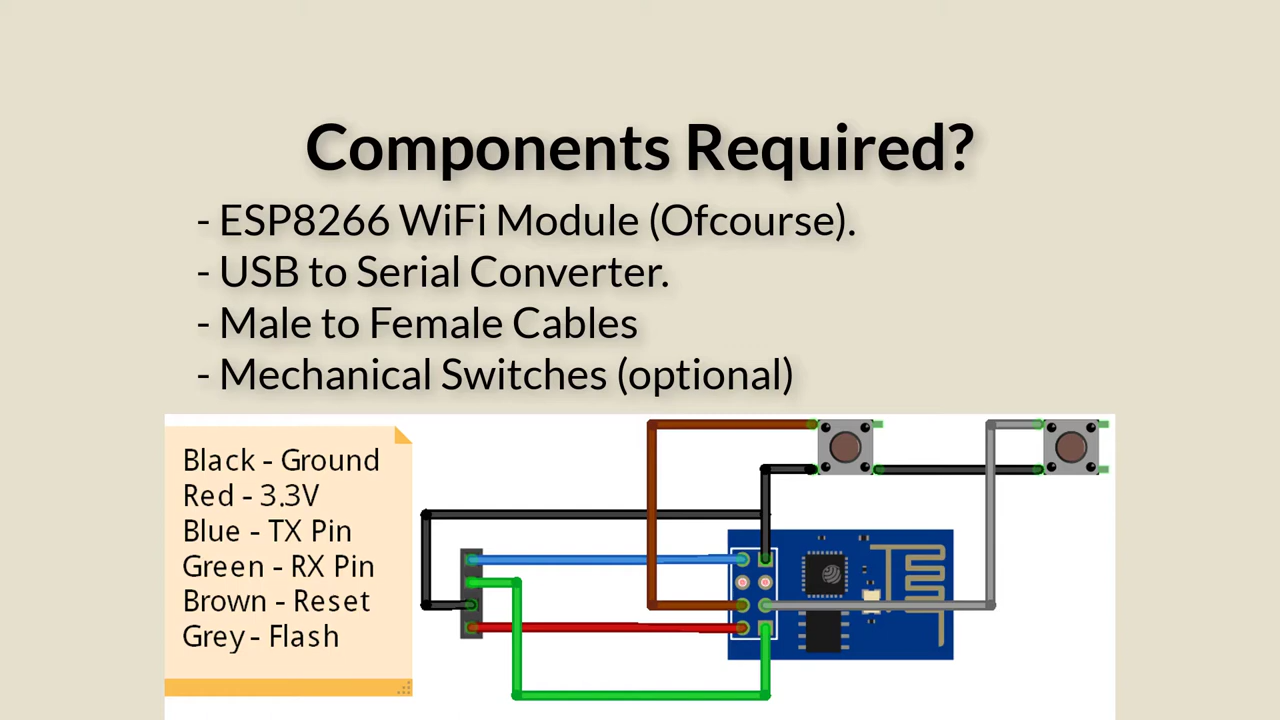 Components Required?
- ESP8266 WiFi Module (Ofcourse).
- USB to Serial Converter.
- Male to Female Cables
- Mechanical Switches (optional)
Black - Ground
Red - 3.3V
Blue - TX Pin
Green - RX Pin
Brown - Reset
Grey - Flash